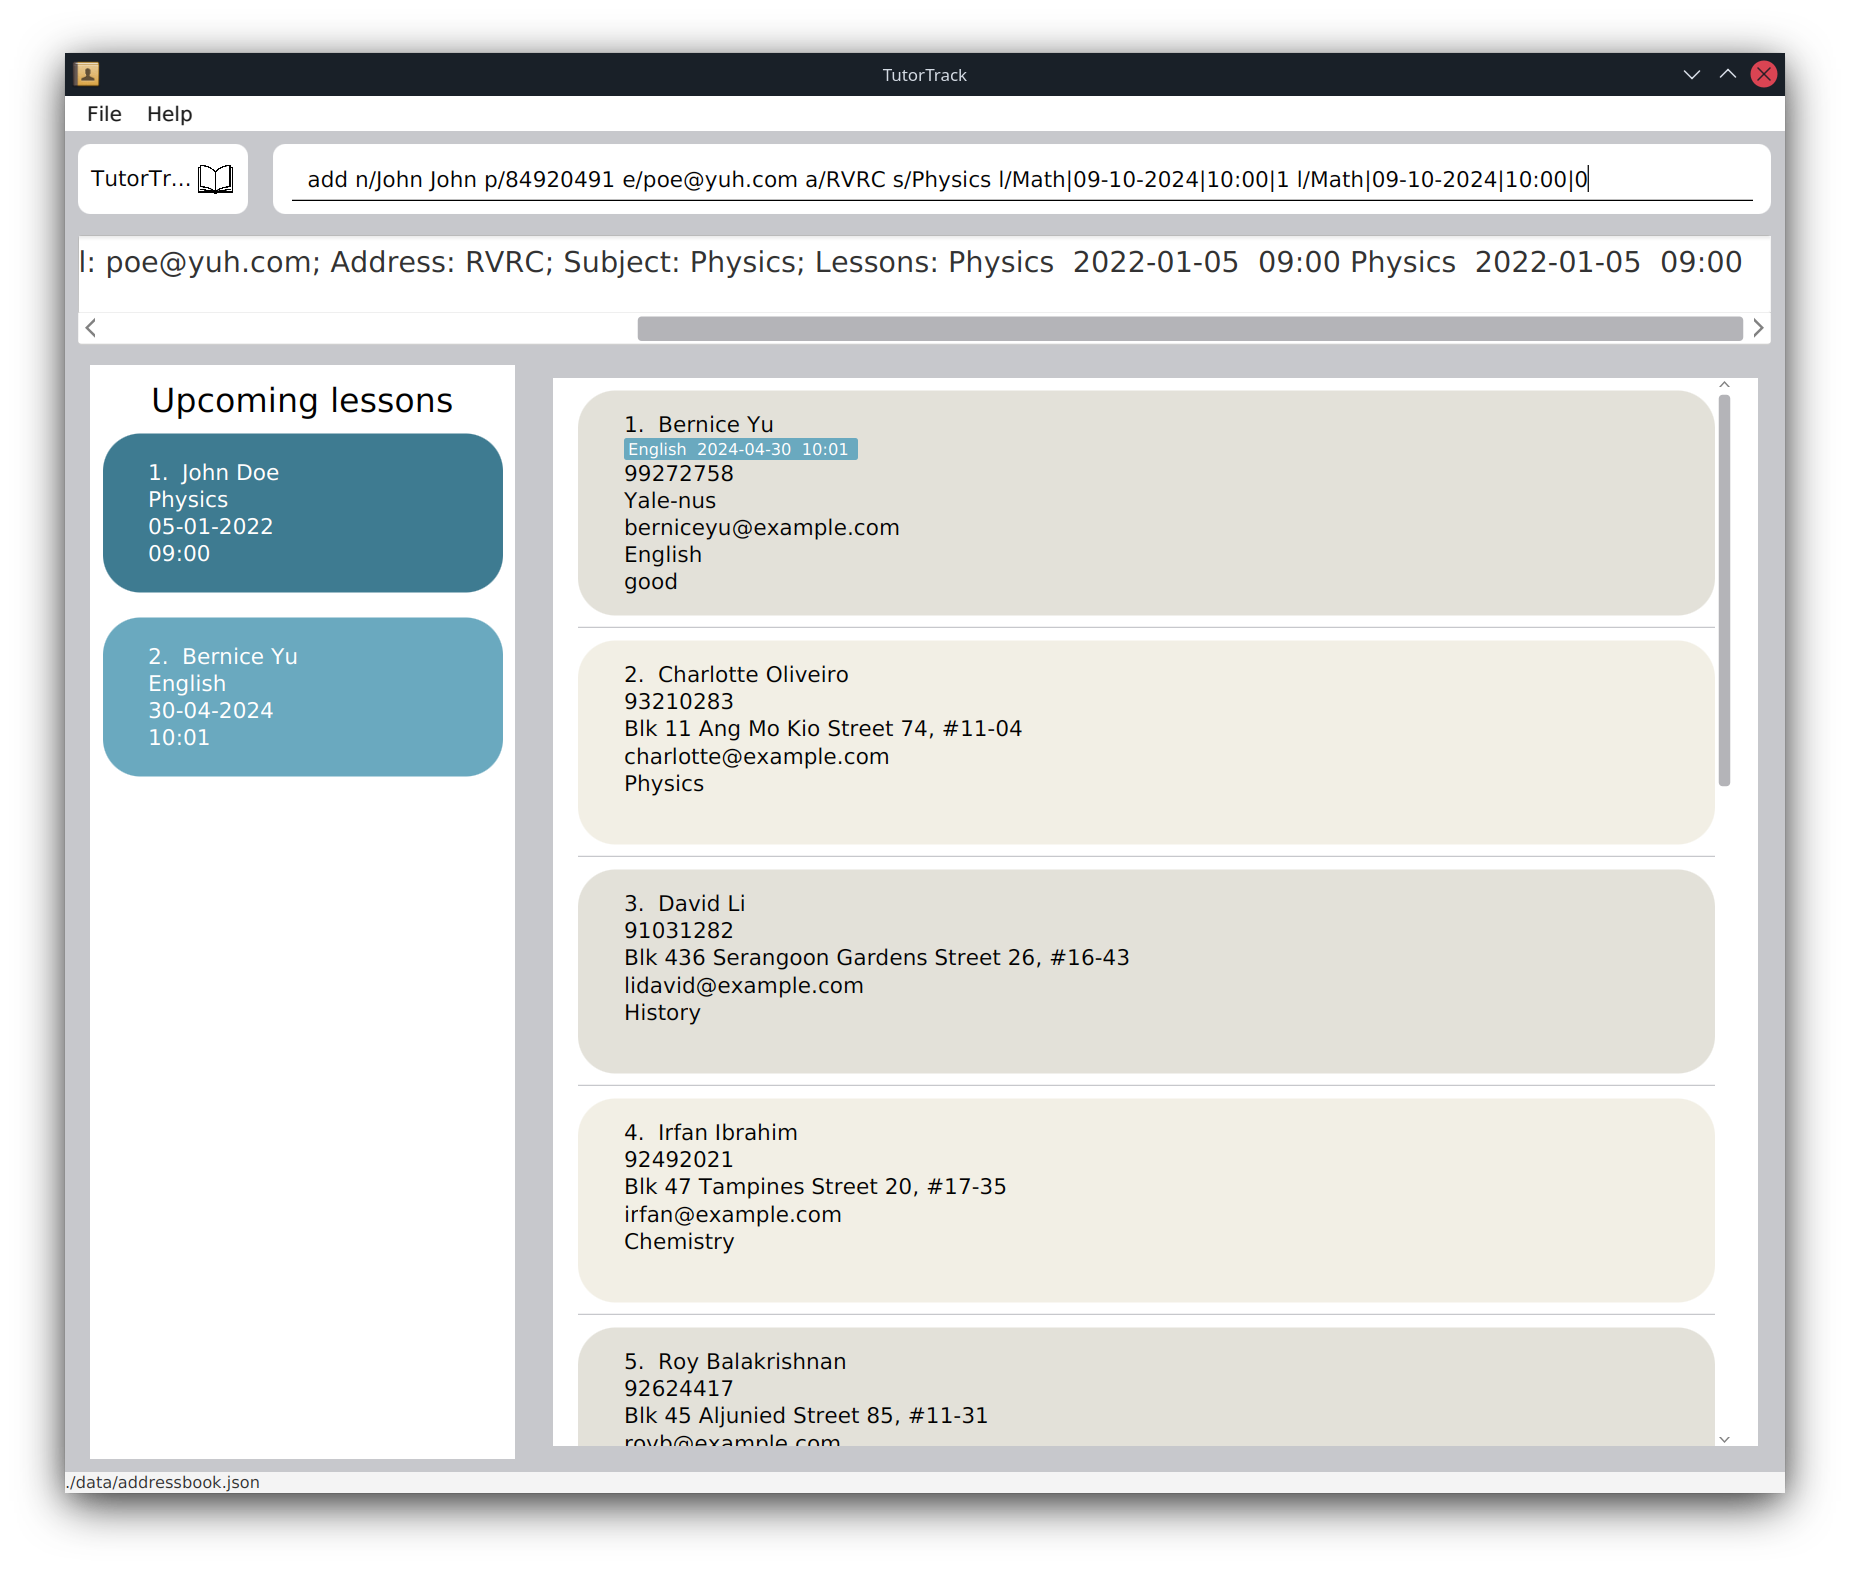 TutorTrack
File Help
TutorTr...
add n/John John p/84920491 e/poe@yuh.com a/RVRC s/Physics l/Math|09-10-2024|10:00|1 l/Math|09-10-2024|10:00|0
l: poe@yuh.com; Address: RVRC; Subject: Physics; Lessons: Physics 2022-01-05 09:00 Physics 2022-01-05 09:00
Upcoming lessons
1. John Doe
Physics
05-01-2022
09:00
2. Bernice Yu
English
30-04-2024
10:01
1. Bernice Yu
English 2024-04-30 10:01
99272758
Yale-nus
berniceyu@example.com
English
good
2. Charlotte Oliveiro
93210283
Blk 11 Ang Mo Kio Street 74, #11-04
charlotte@example.com
Physics
3. David Li
91031282
Blk 436 Serangoon Gardens Street 26, #16-43
lidavid@example.com
History
4. Irfan Ibrahim
92492021
Blk 47 Tampines Street 20, #17-35
irfan@example.com
Chemistry
5. Roy Balakrishnan
92624417
Blk 45 Aljunied Street 85, #11-31
royb@example.com
./data/addressbook.json